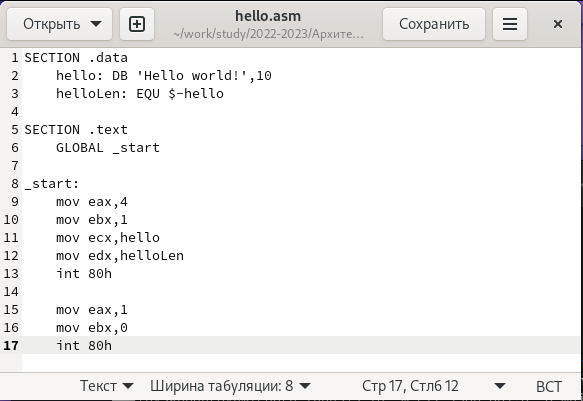 Открыть
hello.asm
~/work/study/2022-2023/Архите…
Сохранить
1 SECTION .data
2     hello: DB 'Hello world!',10
3     helloLen: EQU $-hello
4
5 SECTION .text
6     GLOBAL _start
7
8 _start:
9     mov eax,4
10     mov ebx,1
11     mov ecx,hello
12     mov edx,helloLen
13     int 80h
14
15     mov eax,1
16     mov ebx,0
17     int 80h
Текст Ширина табуляции: 8 Стр 17, Стлб 12 ВСТ